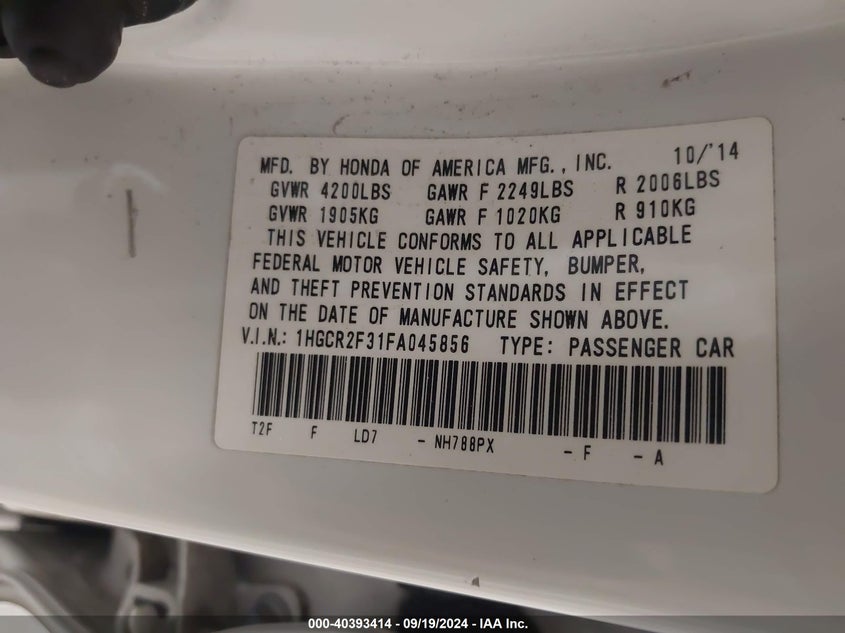 MFD. BY HONDA OF AMERICA MFG., INC. 10/'14
GVWR 4200LBS GAWR F 2249LBS R 2006LBS
GVWR 1905KG GAWR F 1020KG R 910KG
THIS VEHICLE CONFORMS TO ALL APPLICABLE
FEDERAL MOTOR VEHICLE SAFETY, BUMPER,
AND THEFT PREVENTION STANDARDS IN EFFECT
ON THE DATE OF MANUFACTURE SHOWN ABOVE.
V.I.N.: 1HGCR2F31FA045856 TYPE: PASSENGER CAR
T2F F LD7 - NH788PX - F - A
000-40393414 - 09/19/2024 - IAA Inc.